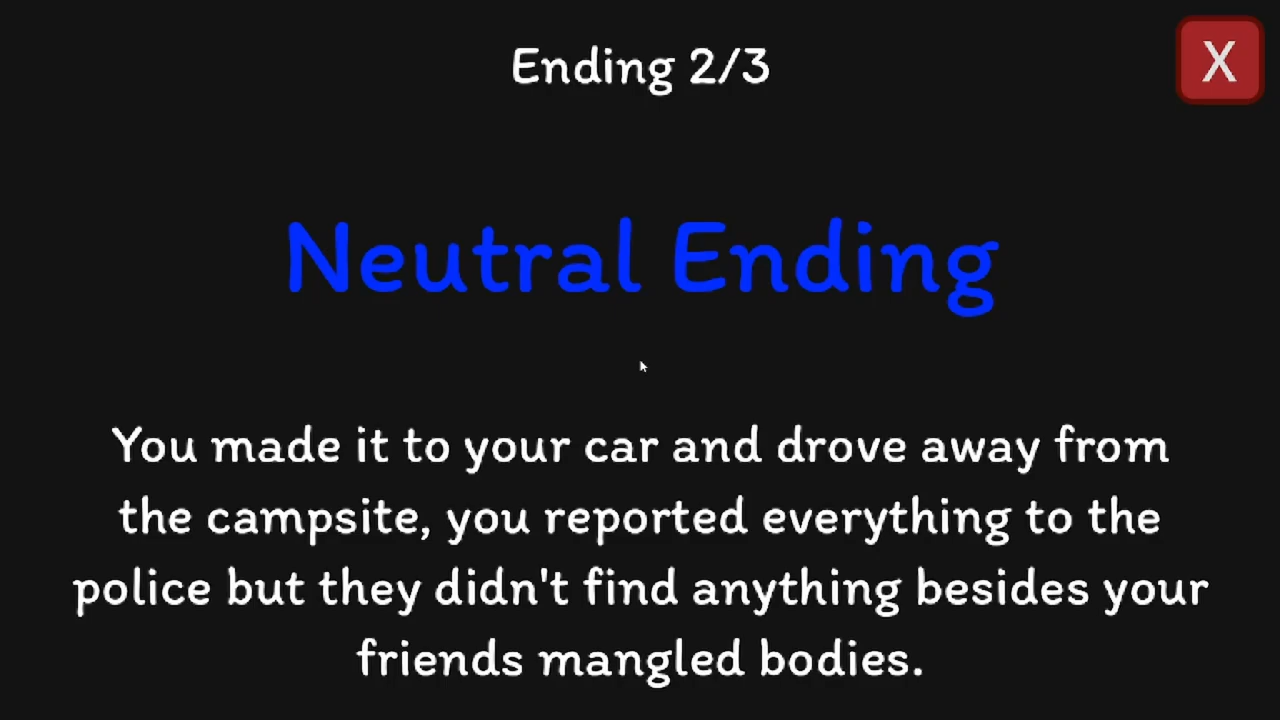 Ending 2/3
X
Neutral Ending
You made it to your car and drove away from
the campsite, you reported everything to the
police but they didn't find anything besides your
friends mangled bodies.